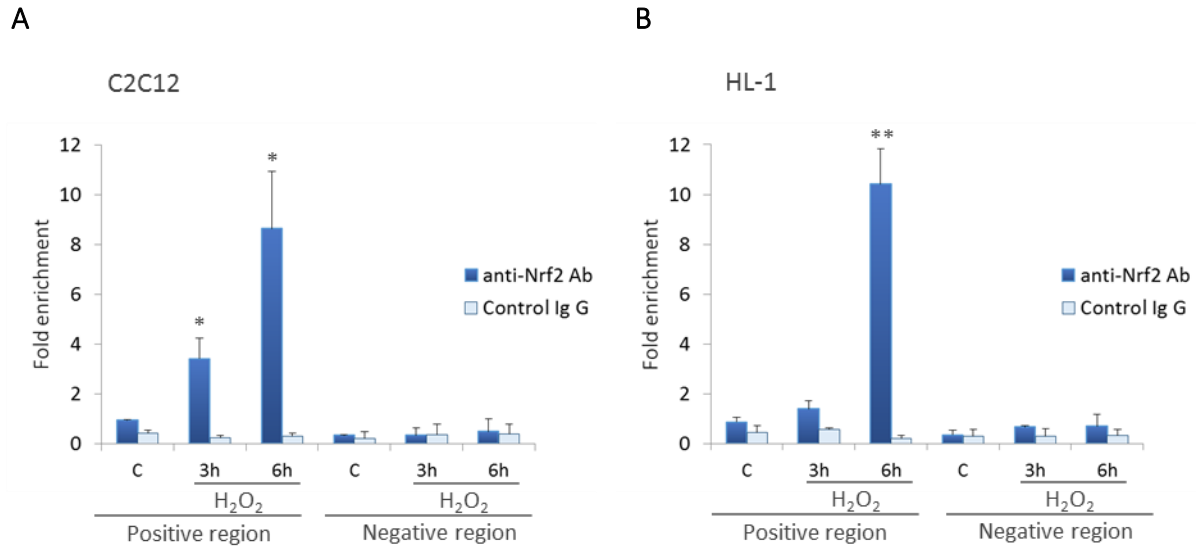 A
B
C2C12
HL-1
12
10
8
6
4
2
0
Fold enrichment
*
*
anti-Nrf2 Ab
Control Ig G
C 3h 6h C 3h 6h
H₂O₂ H₂O₂
Positive region Negative region
12
10
8
6
4
2
0
Fold enrichment
**
anti-Nrf2 Ab
Control Ig G
C 3h 6h C 3h 6h
H₂O₂ H₂O₂
Positive region Negative region